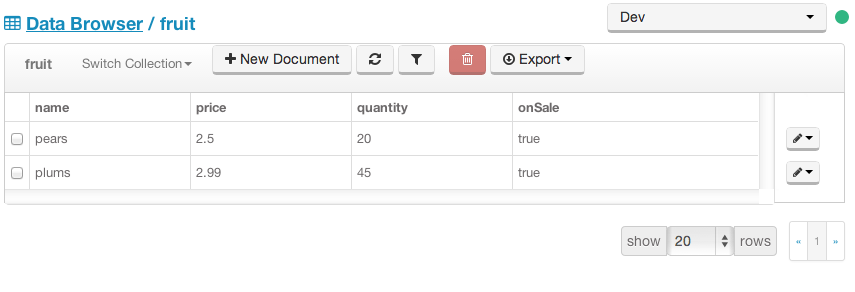 Data Browser / fruit
Dev
fruit Switch Collection New Document Export
name price quantity onSale
pears 2.5 20 true
plums 2.99 45 true
show 20 rows « 1 »